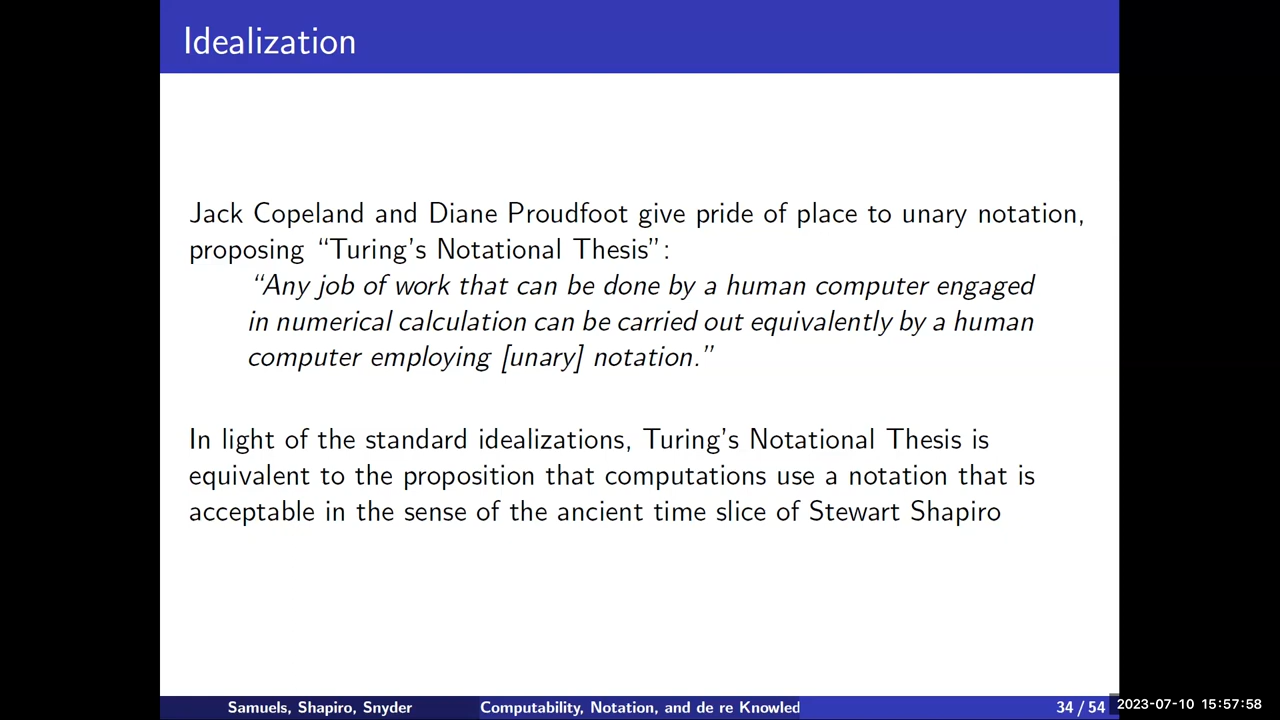 Idealization
Jack Copeland and Diane Proudfoot give pride of place to unary notation,
proposing “Turing’s Notational Thesis”:
“Any job of work that can be done by a human computer engaged
in numerical calculation can be carried out equivalently by a human
computer employing [unary] notation.”
In light of the standard idealizations, Turing’s Notational Thesis is
equivalent to the proposition that computations use a notation that is
acceptable in the sense of the ancient time slice of Stewart Shapiro
Samuels, Shapiro, Snyder
Computability, Notation, and de re Knowled
34 / 54
2023-07-10 15:57:58